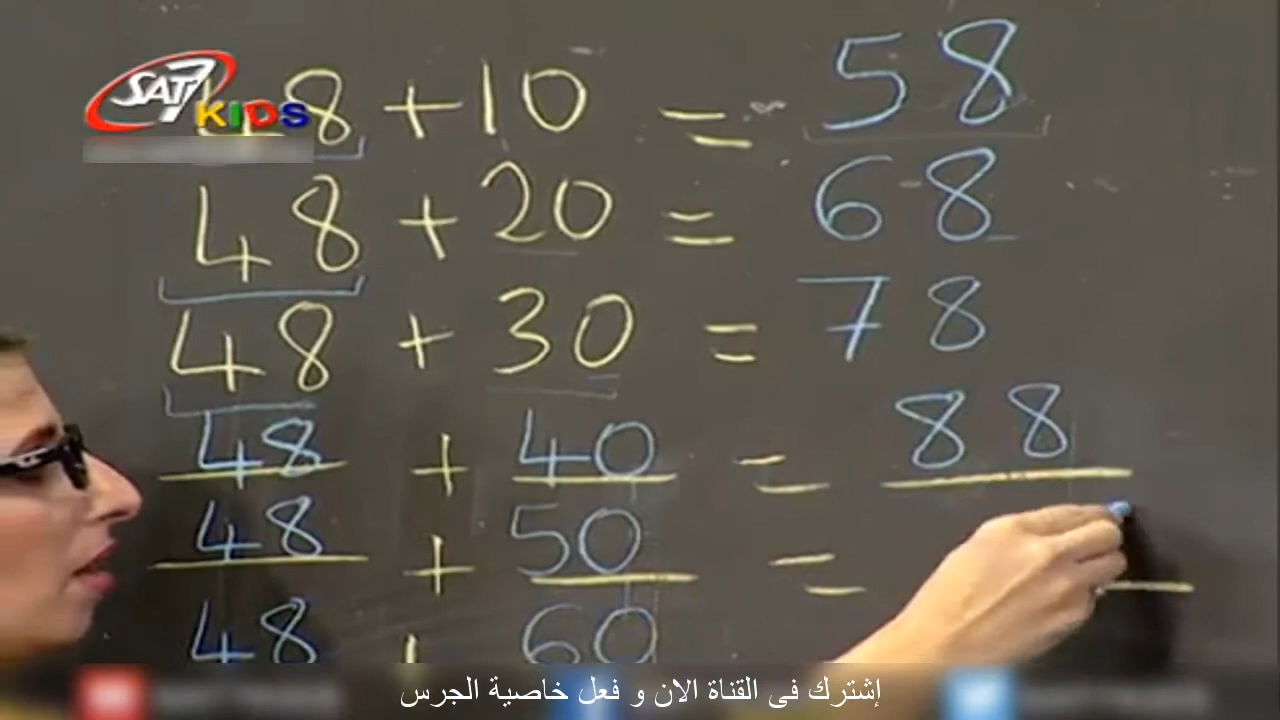 SAT7
KIDS
48 + 10 = 58
48 + 20 = 68
48 + 30 = 78
48 + 40 = 88
48 + 50 =
48 + 60
إشترك فى القناة الان و فعل خاصية الجرس